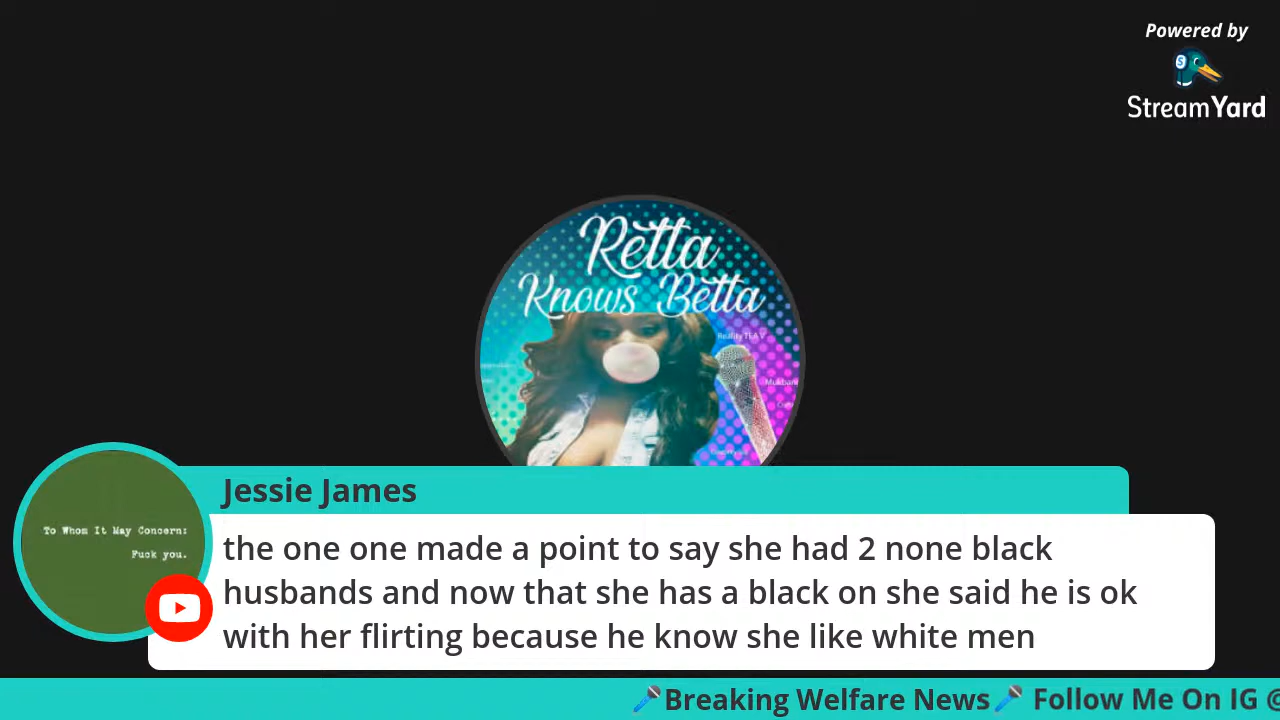 Powered by
S
StreamYard
Retta
Knows Betta
Reality TEA
Mukbang
Jessie James
To Whom It May Concern:
Fuck you.
the one one made a point to say she had 2 none black
husbands and now that she has a black on she said he is ok
with her flirting because he know she like white men
🎤Breaking Welfare News🎤 Follow Me On IG @